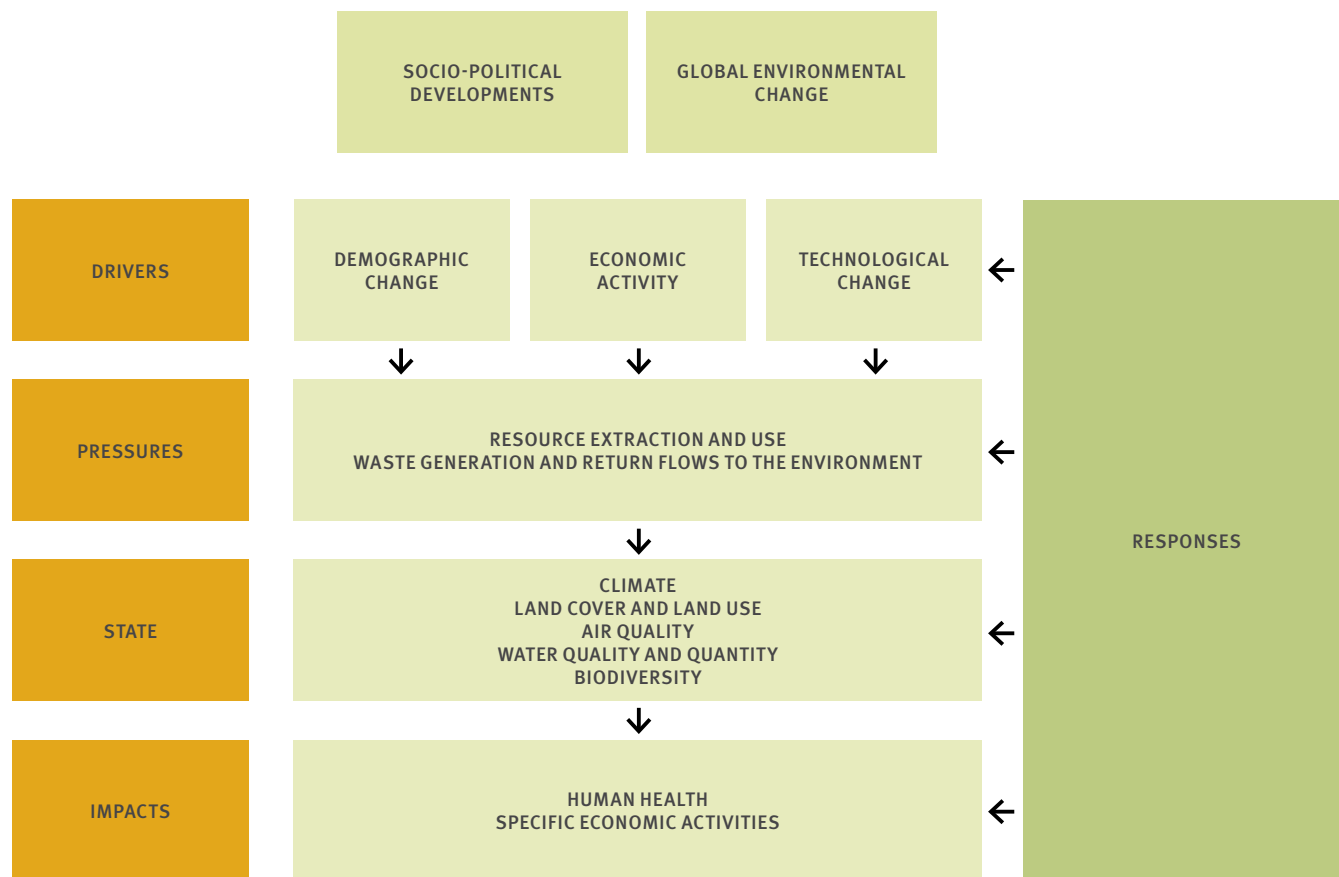 SOCIO-POLITICAL
DEVELOPMENTS
GLOBAL ENVIRONMENTAL
CHANGE
DRIVERS
DEMOGRAPHIC
CHANGE
ECONOMIC
ACTIVITY
TECHNOLOGICAL
CHANGE
PRESSURES
RESOURCE EXTRACTION AND USE
WASTE GENERATION AND RETURN FLOWS TO THE ENVIRONMENT
RESPONSES
STATE
CLIMATE
LAND COVER AND LAND USE
AIR QUALITY
WATER QUALITY AND QUANTITY
BIODIVERSITY
IMPACTS
HUMAN HEALTH
SPECIFIC ECONOMIC ACTIVITIES